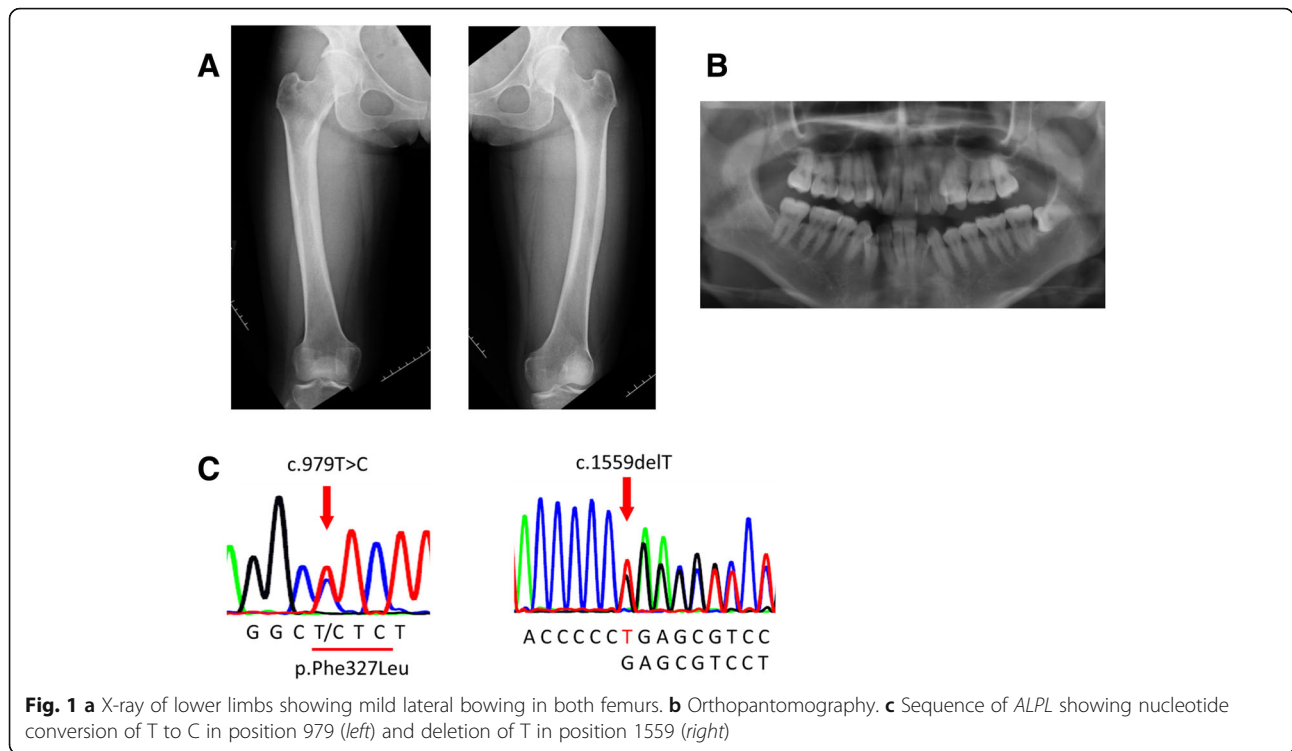 A
B
C
c.979T>C
c.1559delT
G G C T/C T C T
p.Phe327Leu
A C C C C C T G A G C G T C C
G A G C G T C C T
Fig. 1 a X-ray of lower limbs showing mild lateral bowing in both femurs. b Orthopantomography. c Sequence of ALPL showing nucleotide
conversion of T to C in position 979 (left) and deletion of T in position 1559 (right)